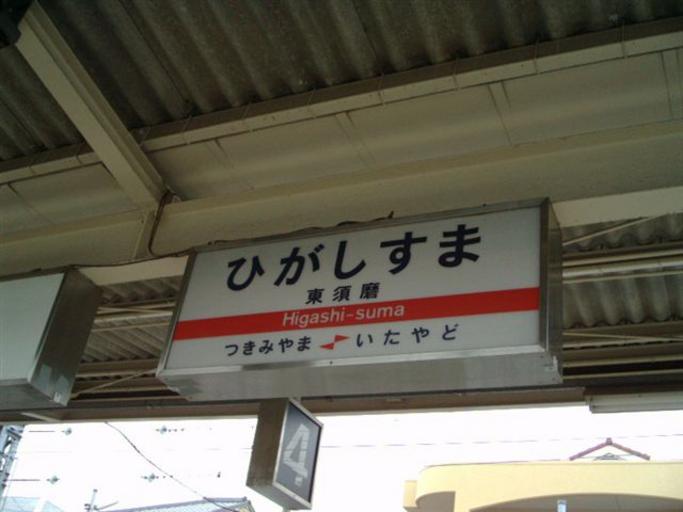 ひがしすま
東須磨
Higashi-suma
つきみやま いたやど
4